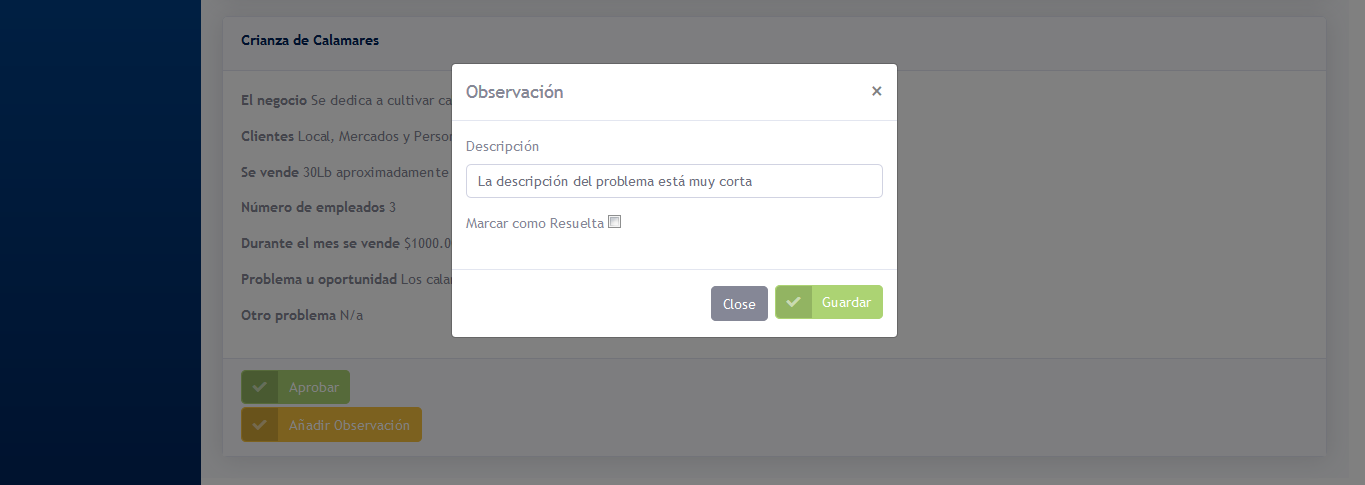 Crianza de Calamares
Observación ×
El negocio Se dedica a cultivar ca
Descripción
Clientes Local, Mercados y Person
Se vende 30Lb aproximadamente
La descripción del problema está muy corta
Número de empleados 3
Marcar como Resuelta
Durante el mes se vende $1000.0
Problema u oportunidad Los calam
Otro problema N/a
Close
Guardar
Aprobar
Añadir Observación